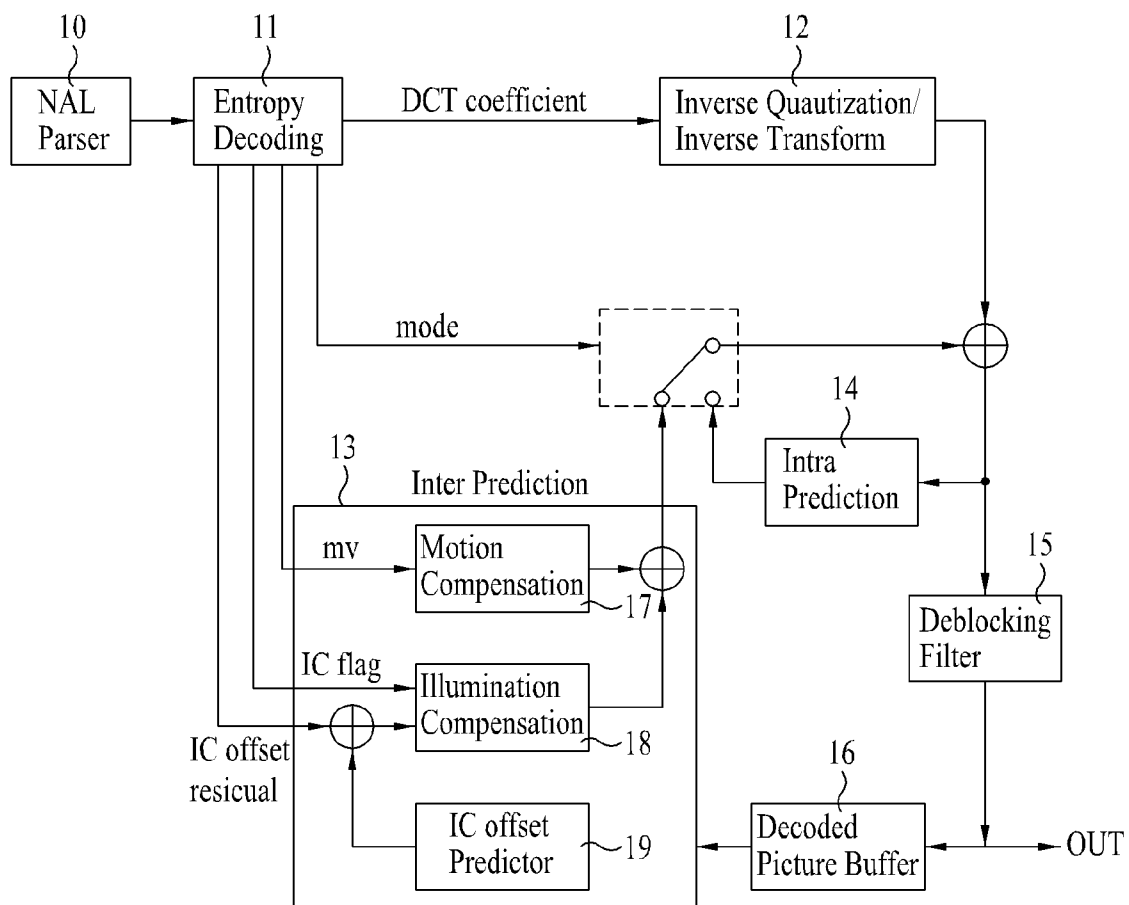 10
11
12
NAL
Parser
Entropy
Decoding
DCT coefficient
Inverse Quautization/
Inverse Transform
mode
14
Intra
Prediction
13
Inter Prediction
mv
Motion
Compensation
17
15
Deblocking
Filter
IC flag
Illumination
Compensation
18
IC offset
resicual
IC offset
Predictor
19
16
Decoded
Picture Buffer
OUT